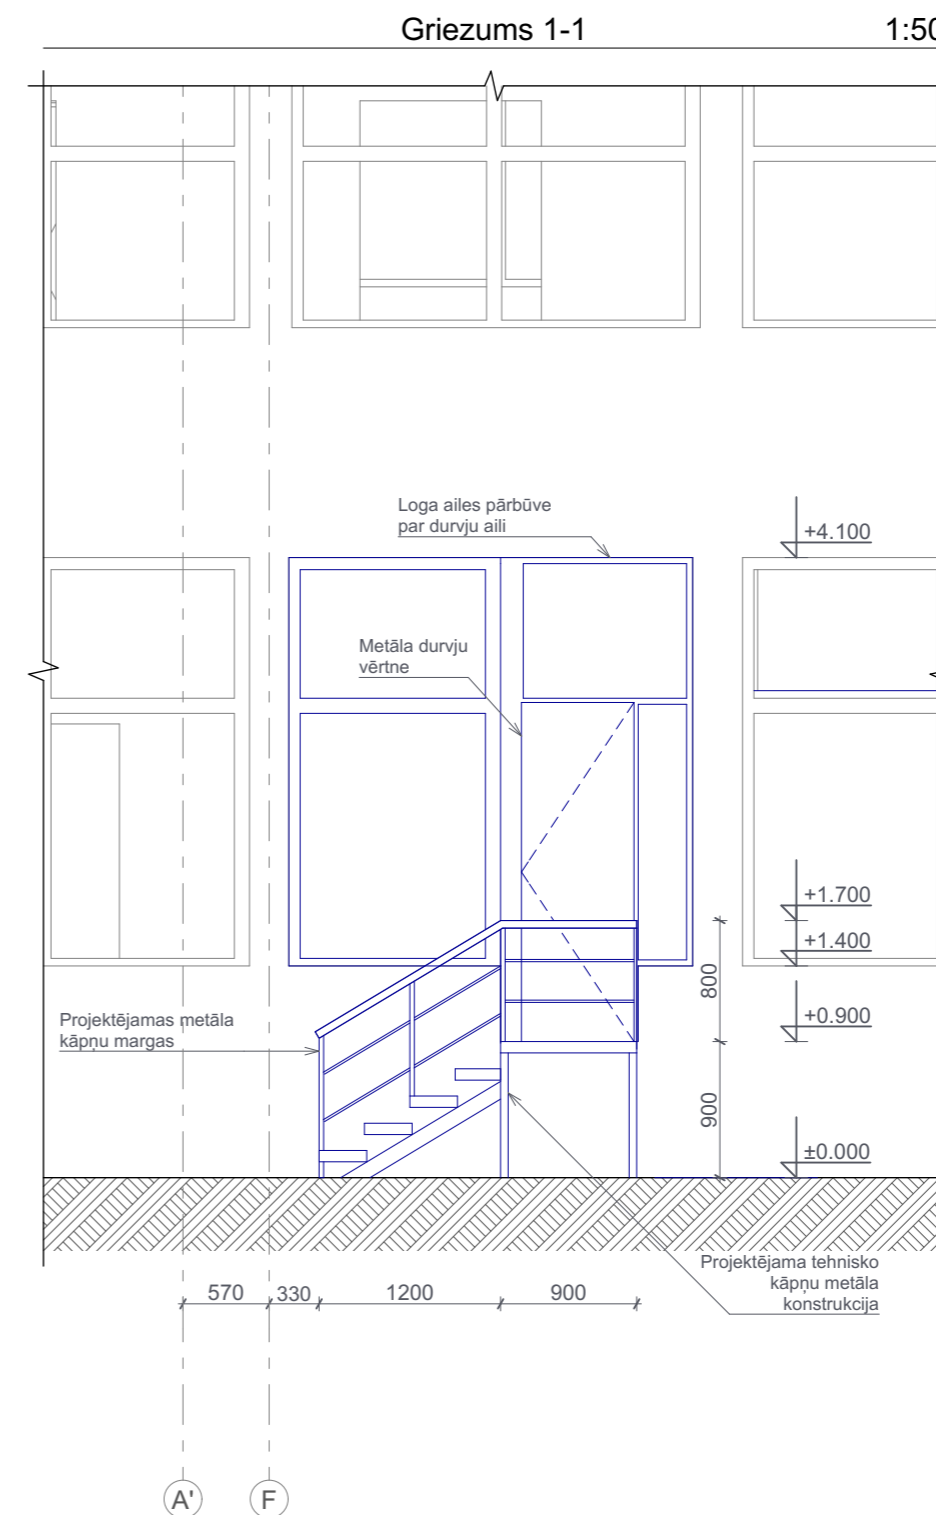 Griezums 1-1
1:50
Loga ailes pārbūve
par durvju aili
+4.100
Metāla durvju
vērtne
+1.700
+1.400
800
+0.900
Projektējamas metāla
kāpņu margas
900
±0.000
Projektējama tehnisko
kāpņu metāla
konstrukcija
570
330
1200
900
A'
F